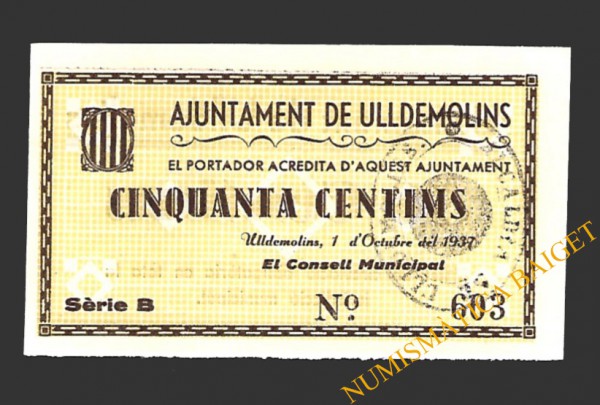 AJUNTAMENT DE ULLDEMOLINS
EL PORTADOR ACREDITA D'AQUEST AJUNTAMENT
CINQUANTA CENTIMS
Ulldemolins, 1 d'Octubre del 1937
El Consell Municipal
Sèrie B Nº 603
NUMISMATICA BAIGET